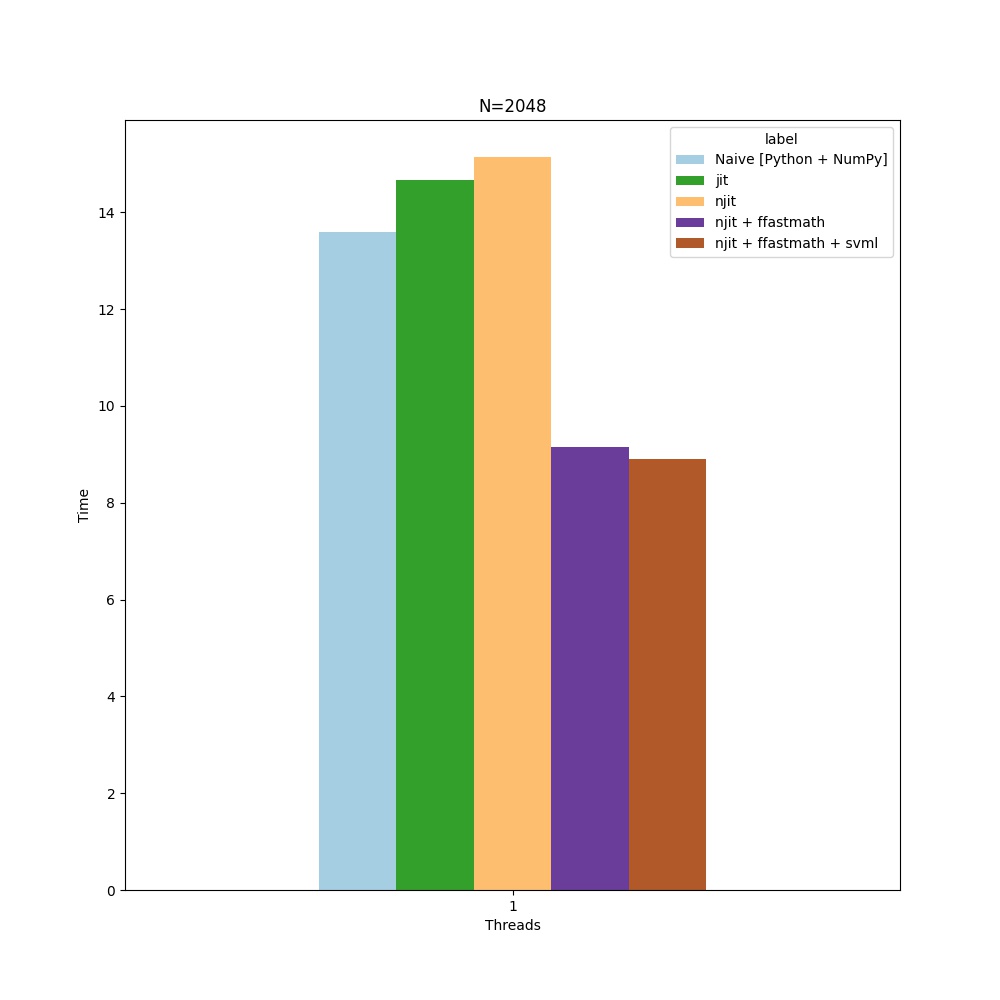 N=2048
label
Naive [Python + NumPy]
jit
njit
njit + ffastmath
njit + ffastmath + svml
14
12
10
8
6
4
2
0
Time
1
Threads